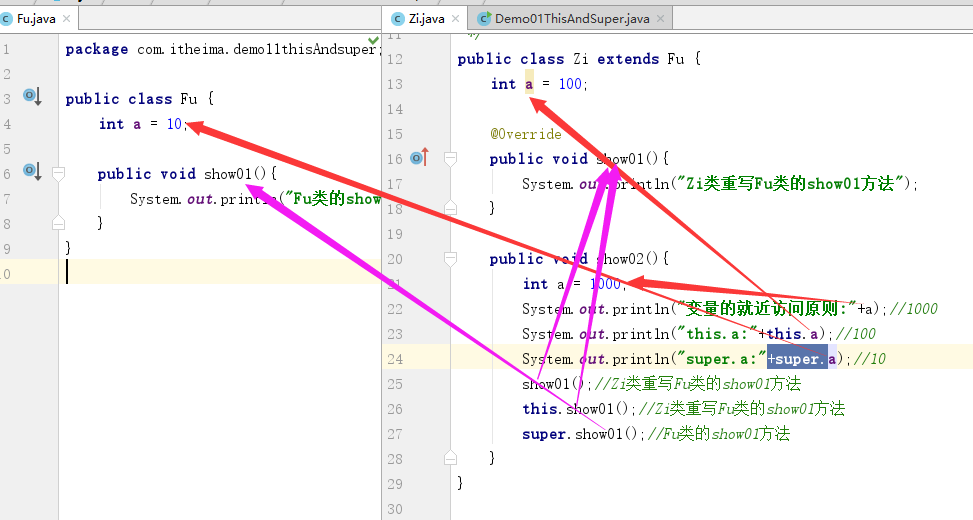 Fu.java
Zi.java
Demo01ThisAndSuper.java
1 package com.itheima.demo11thisAndsuper;
2
3 public class Fu {
4 int a = 10;
5
6 public void show01(){
7 System.out.println("Fu类的show
8 }
9 }
0
11 */
12 public class Zi extends Fu {
13 int a = 100;
14
15 @Override
16 public void show01(){
17 System.out.println("Zi类重写Fu类的show01方法");
18 }
19
20 public void show02(){
21 int a = 1000;
22 System.out.println("变量的就近访问原则:"+a);//1000
23 System.out.println("this.a:"+this.a);//100
24 System.out.println("super.a:"+super.a);//10
25 show01();//Zi类重写Fu类的show01方法
26 this.show01();//Zi类重写Fu类的show01方法
27 super.show01();//Fu类的show01方法
28 }
29 }
30